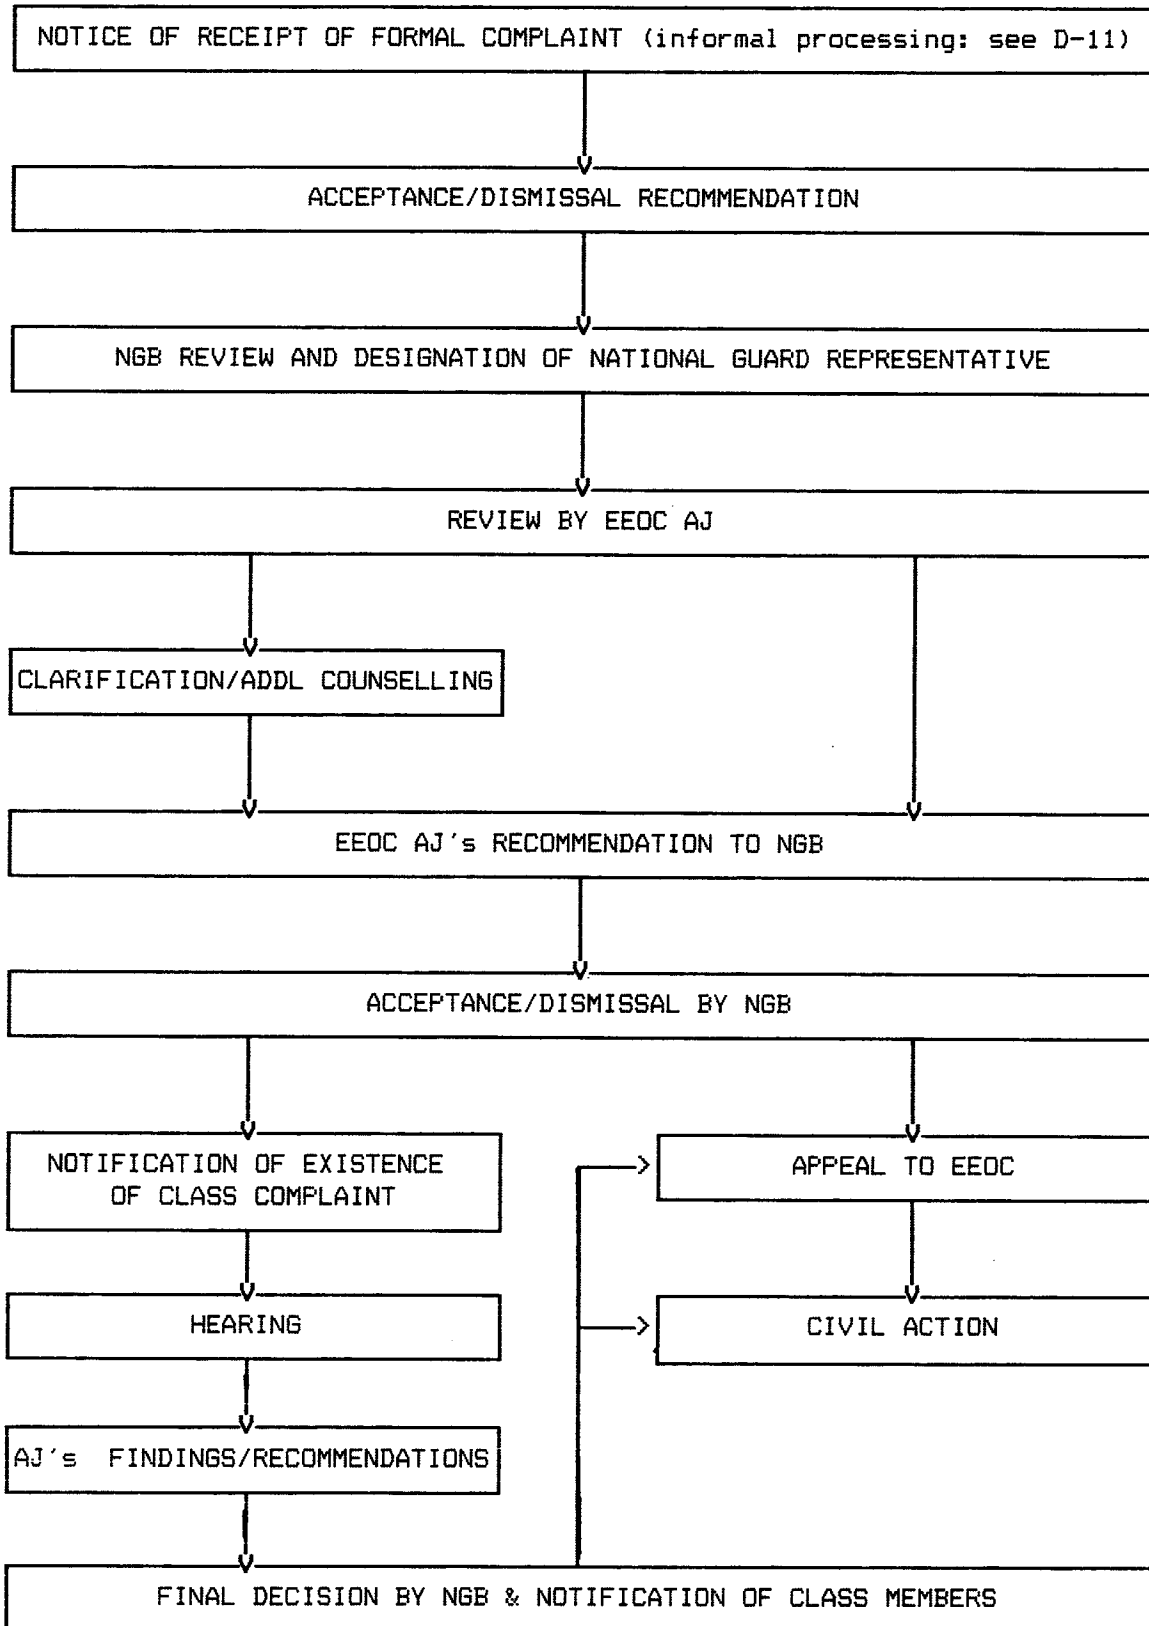 NOTICE OF RECEIPT OF FORMAL COMPLAINT (informal processing: see D-11)
ACCEPTANCE/DISMISSAL RECOMMENDATION
NGB REVIEW AND DESIGNATION OF NATIONAL GUARD REPRESENTATIVE
REVIEW BY EEOC AJ
CLARIFICATION/ADDL COUNSELLING
EEOC AJ's RECOMMENDATION TO NGB
ACCEPTANCE/DISMISSAL BY NGB
NOTIFICATION OF EXISTENCE
OF CLASS COMPLAINT
APPEAL TO EEOC
HEARING
CIVIL ACTION
AJ's FINDINGS/RECOMMENDATIONS
FINAL DECISION BY NGB & NOTIFICATION OF CLASS MEMBERS